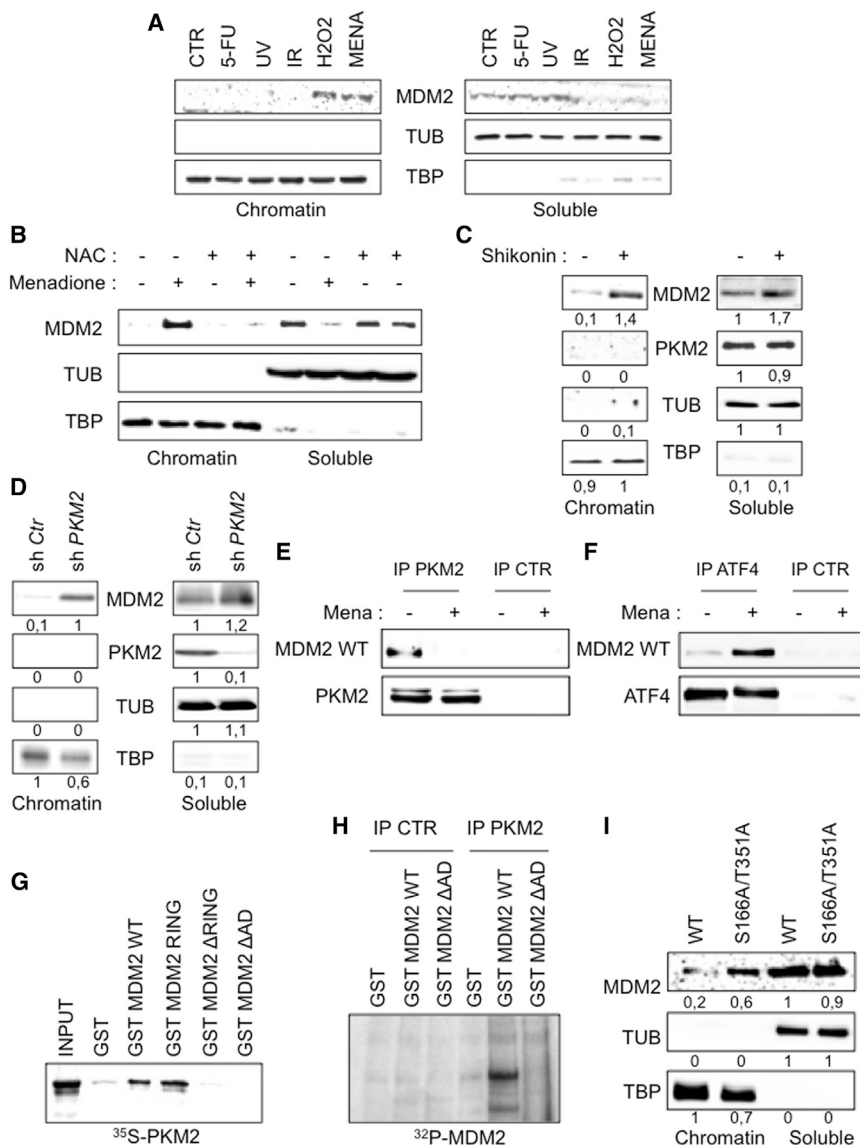 A
CTR 5-FU UV IR H2O2 MENA CTR 5-FU UV IR H2O2 MENA
MDM2
TUB
TBP
Chromatin Soluble
B
NAC : - - + + - - + +
Menadione : - + - + - + - +
MDM2
TUB
TBP
Chromatin Soluble
C
Shikonin : - + - +
MDM2
0,1 1,4 1 1,7
PKM2
0 0 1 0,9
TUB
0 0,1 1 1
TBP
0,9 1 0,1 0,1
Chromatin Soluble
D
sh Ctr sh PKM2 sh Ctr sh PKM2
MDM2
0,1 1 1 1,2
PKM2
0 0 1 0,1
TUB
0 0 1 1,1
TBP
1 0,6 0,1 0,1
Chromatin Soluble
E
IP PKM2 IP CTR
Mena : - + - +
MDM2 WT
PKM2
F
IP ATF4 IP CTR
Mena : - + - +
MDM2 WT
ATF4
G
INPUT GST GST MDM2 WT GST MDM2 RING GST MDM2 ΔRING GST MDM2 ΔAD
³⁵S-PKM2
H
IP CTR IP PKM2
GST GST MDM2 WT GST MDM2 ΔAD GST GST MDM2 WT GST MDM2 ΔAD
³²P-MDM2
I
WT S166A/T351A WT S166A/T351A
MDM2
0,2 0,6 1 0,9
TUB
0 0 1 1
TBP
1 0,7 0 0
Chromatin Soluble